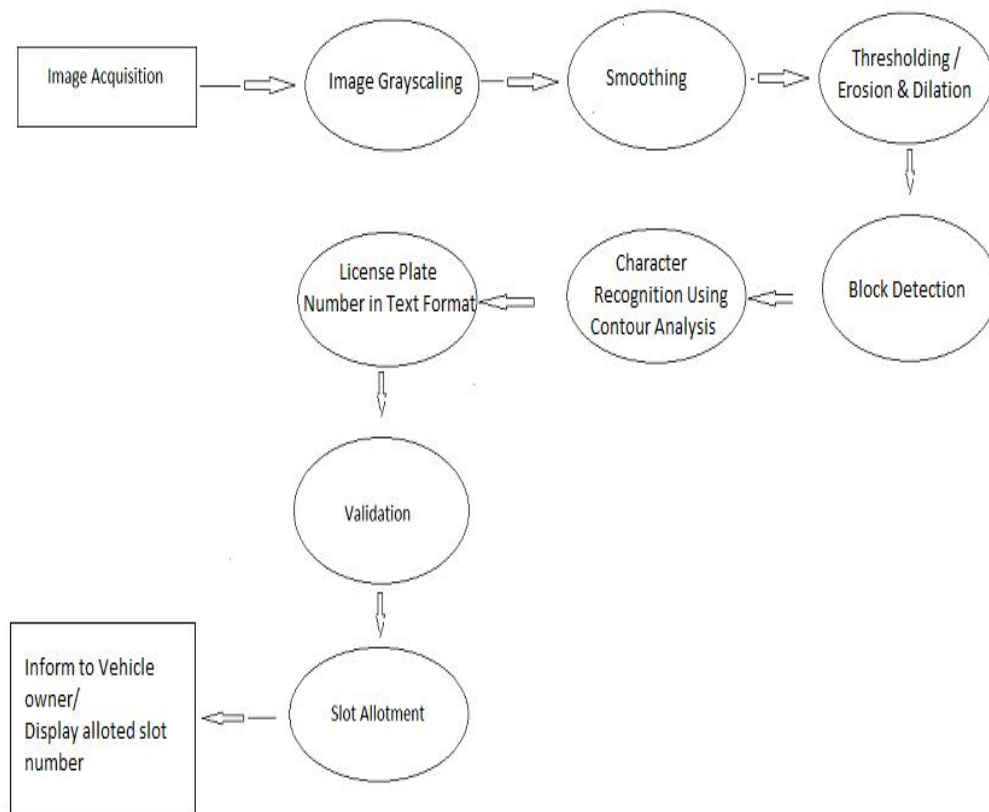 Image Acquisition
Image Grayscaling
Smoothing
Thresholding /
Erosion & Dilation
Block Detection
Character
Recognition Using
Contour Analysis
License Plate
Number in Text Format
Validation
Slot Allotment
Inform to Vehicle
owner/
Display alloted slot
number